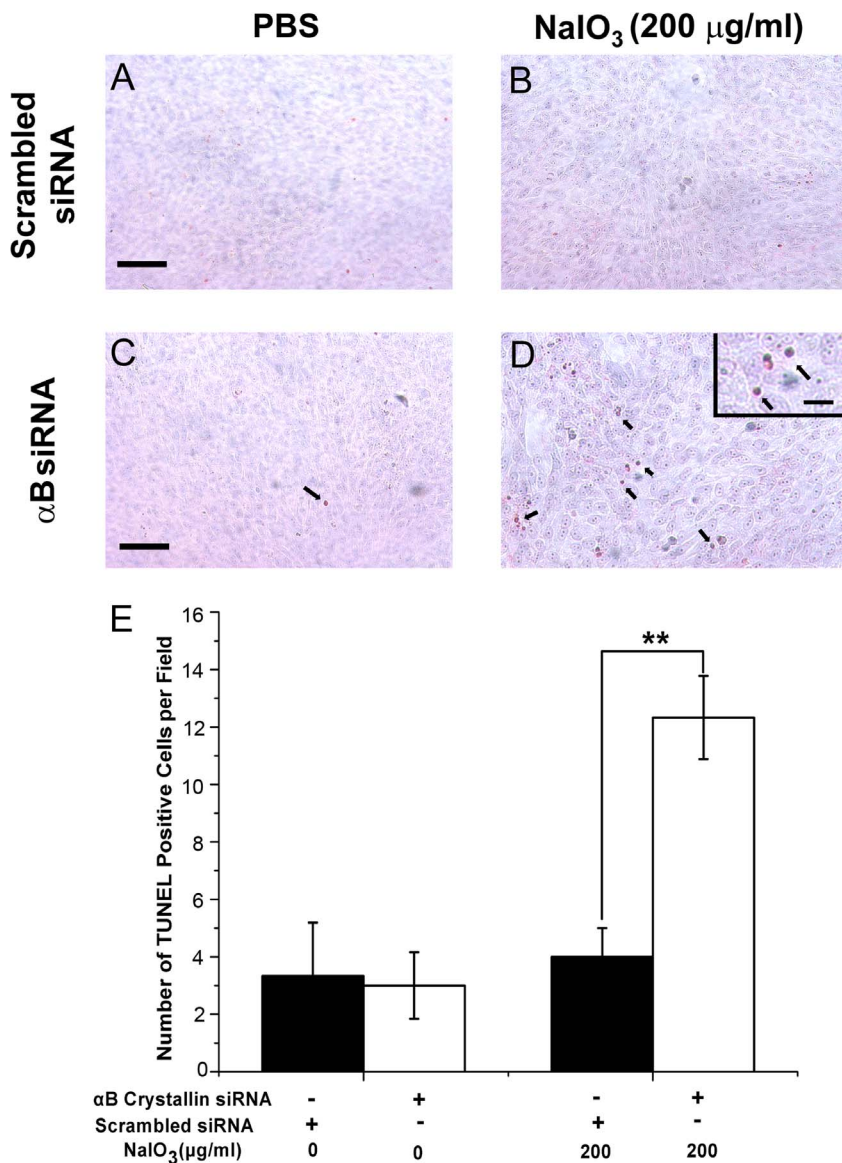 PBS
NaIO3 (200 μg/ml)
Scrambled siRNA
A
B
αB siRNA
C
D
E
Number of TUNEL Positive Cells per Field
16
14
12
10
8
6
4
2
0
**
αB Crystallin siRNA - + - +
Scrambled siRNA + - + -
NaIO3(μg/ml) 0 0 200 200